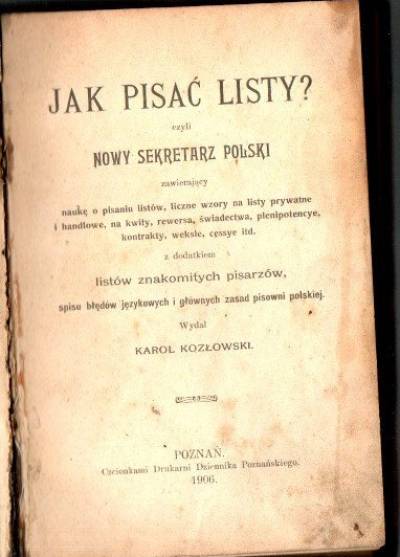 JAK PISAĆ LISTY?
czyli
NOWY SEKRETARZ POLSKI
zawierający
naukę o pisaniu listów, liczne wzory na listy prywatne
i handlowe, na kwity, rewersa, świadectwa, plenipotencye,
kontrakty, weksle, cessye itd.
z dodatkiem
listów znakomitych pisarzów,
spisu błędów językowych i głównych zasad pisowni polskiej.
Wydał
KAROL KOZŁOWSKI.
POZNAŃ.
Czcionkami Drukarni Dziennika Poznańskiego.
1906.